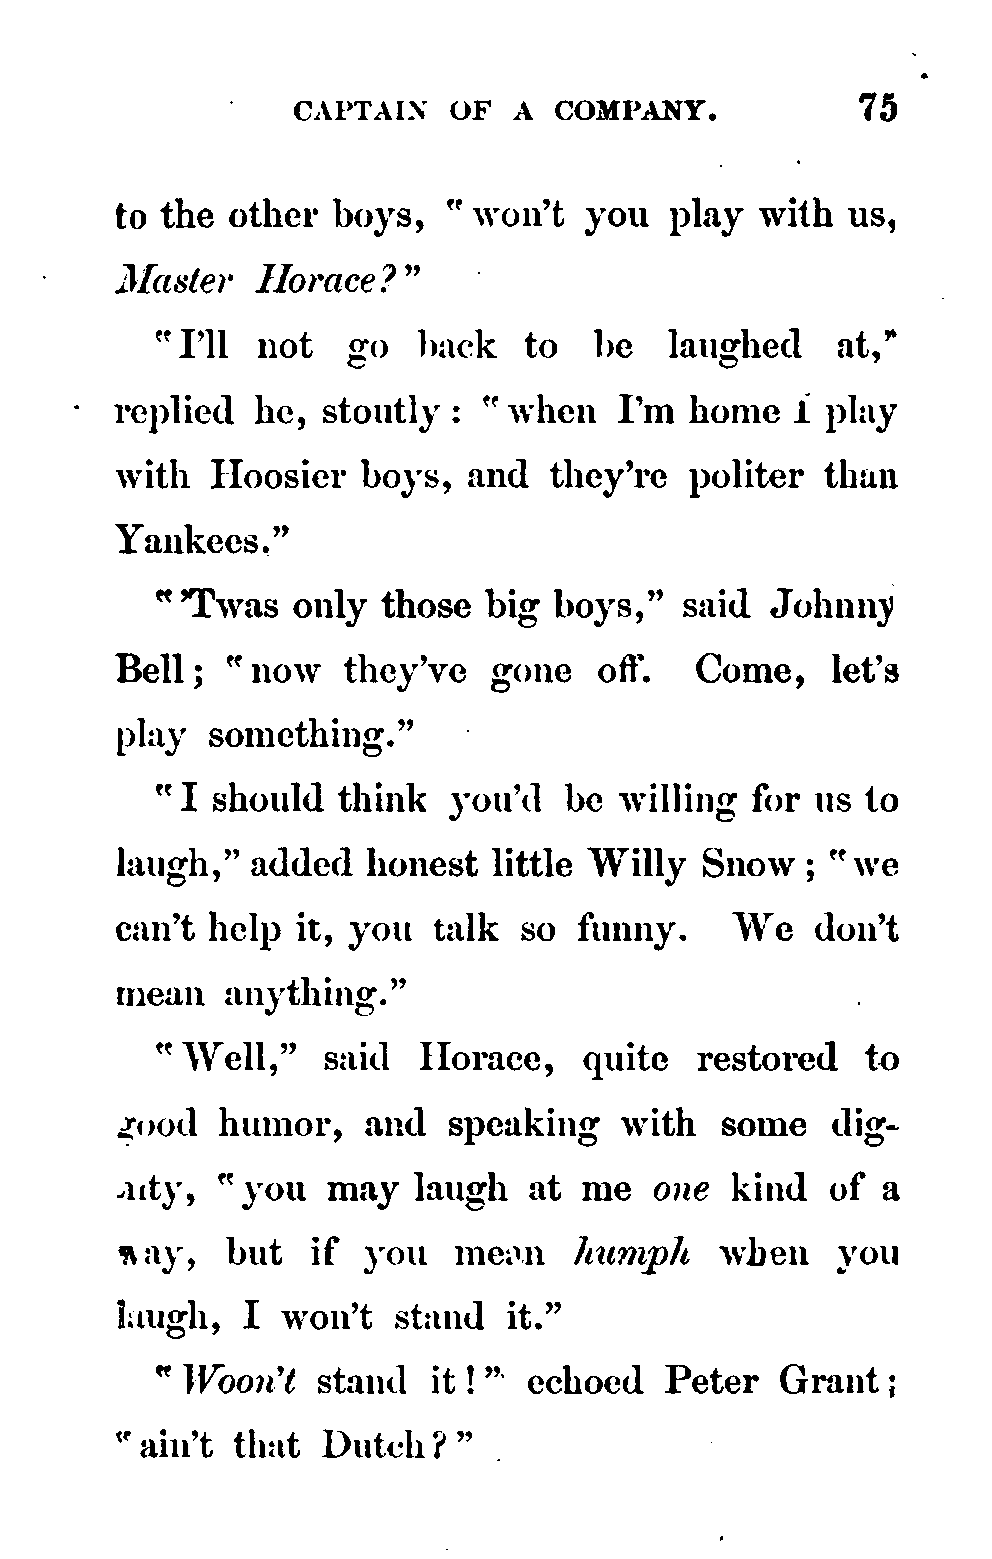 CAPTAIN OF A COMPANY. 75
to the other boys, "won't you play with us,
Master Horace?"
"I'll not go back to be laughed at,"
replied he, stoutly: "when I'm home I play
with Hoosier boys, and they're politer than
Yankees."
"'Twas only those big boys," said Johnny
Bell; "now they've gone off. Come, let's
play something."
"I should think you'd be willing for us to
laugh," added honest little Willy Snow; "we
can't help it, you talk so funny. We don't
mean anything."
"Well," said Horace, quite restored to
good humor, and speaking with some dig-
nity, "you may laugh at me one kind of a
way, but if you mean humph when you
laugh, I won't stand it."
"Woon't stand it!" echoed Peter Grant;
"ain't that Dutch?"